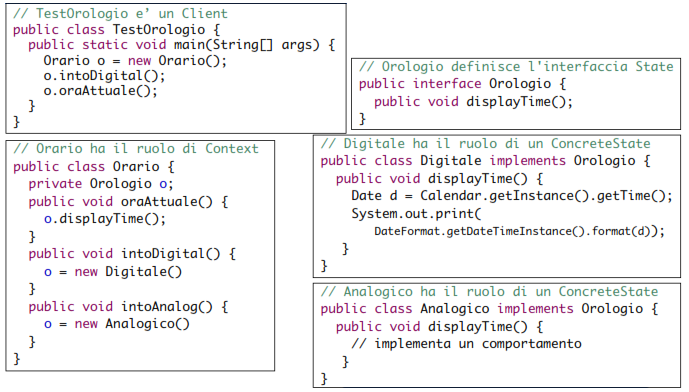 // TestOrologio e’ un Client
public class TestOrologio {
  public static void main(String[] args) {
    Orario o = new Orario();
    o.intoDigital();
    o.oraAttuale();
  }
}
// Orologio definisce l'interfaccia State
public interface Orologio {
  public void displayTime();
}
// Orario ha il ruolo di Context
public class Orario {
  private Orologio o;
  public void oraAttuale() {
    o.displayTime();
  }
  public void intoDigital() {
    o = new Digitale()
  }
  public void intoAnalog() {
    o = new Analogico()
  }
}
// Digitale ha il ruolo di un ConcreteState
public class Digitale implements Orologio {
  public void displayTime() {
    Date d = Calendar.getInstance().getTime();
    System.out.print(
       DateFormat.getDateTimeInstance().format(d));
   }
}
// Analogico ha il ruolo di un ConcreteState
public class Analogico implements Orologio {
  public void displayTime() {
    // implementa un comportamento
   }
}